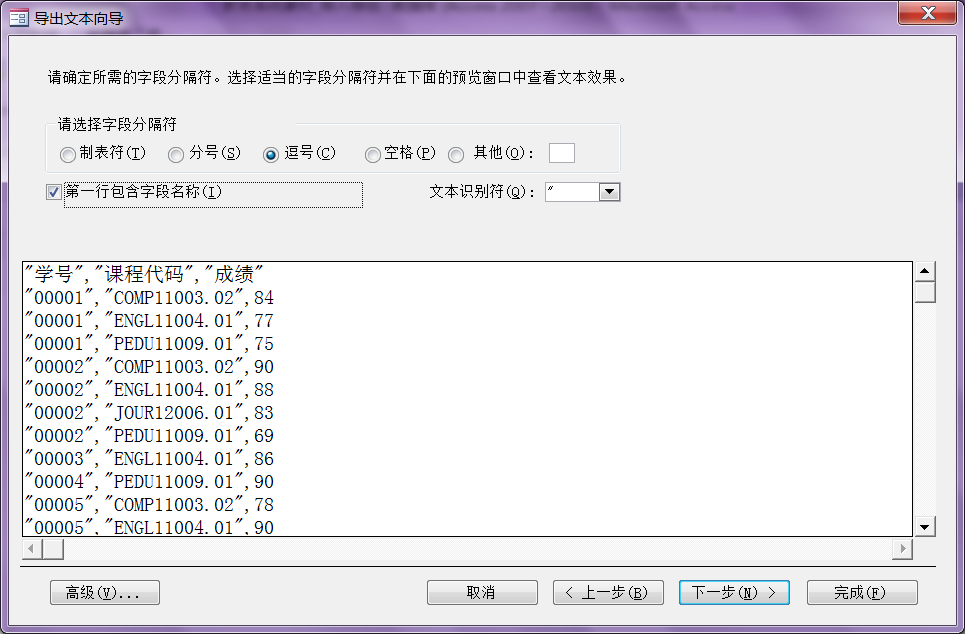 导出文本向导
请确定所需的字段分隔符。选择适当的字段分隔符并在下面的预览窗口中查看文本效果。
请选择字段分隔符
制表符(T) 分号(S) 逗号(C) 空格(P) 其他(O):
第一行包含字段名称(I) 文本识别符(Q): "
"学号","课程代码","成绩"
"00001","COMP11003.02",84
"00001","ENGL11004.01",77
"00001","PEDU11009.01",75
"00002","COMP11003.02",90
"00002","ENGL11004.01",88
"00002","JOUR12006.01",83
"00002","PEDU11009.01",69
"00003","ENGL11004.01",86
"00004","PEDU11009.01",90
"00005","COMP11003.02",78
"00005","ENGL11004.01",90
高级(V)... 取消 < 上一步(B) 下一步(N) > 完成(F)